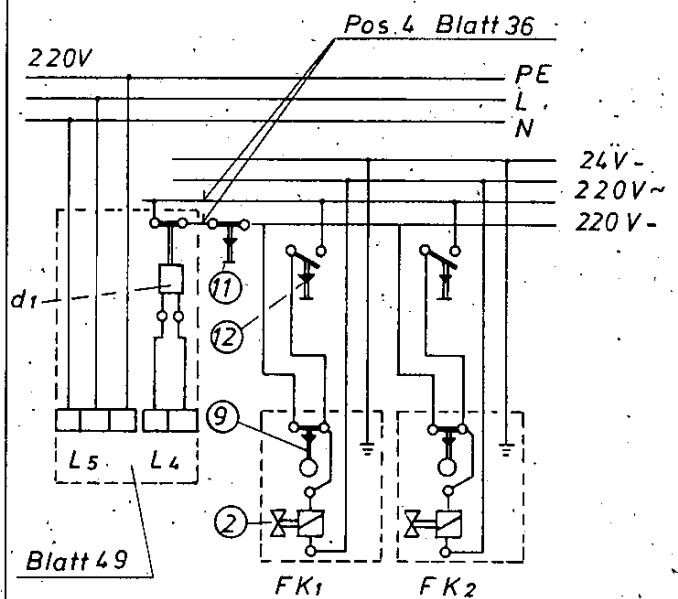 Pos. 4 Blatt 36
220V
PE
L
N
24V-
220V~
220V-
d1
11
12
9
L5 L4
2
Blatt 49
FK1 FK2